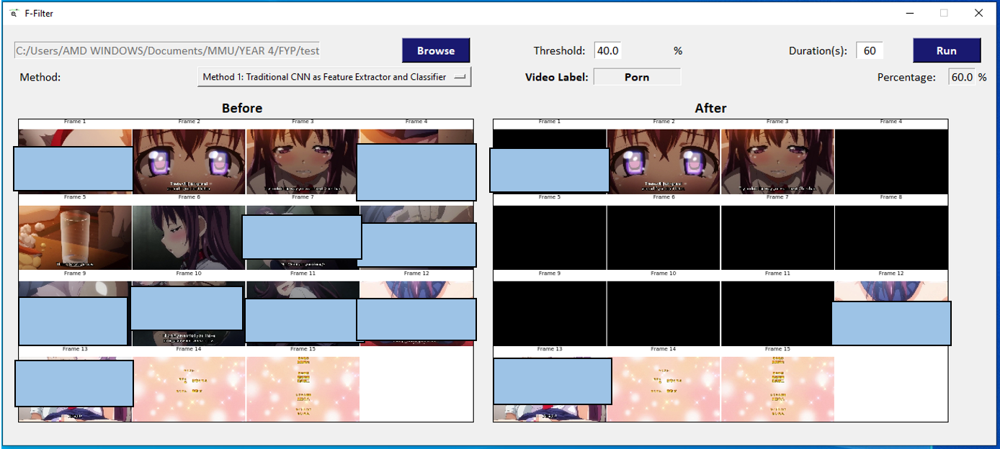 F-Filter
C:/Users/AMD WINDOWS/Documents/MMU/YEAR 4/FYP/test
Browse
Threshold: 40.0 %
Duration(s): 60
Run
Method: Method 1: Traditional CNN as Feature Extractor and Classifier
Video Label: Porn
Percentage: 60.0 %
Before
After
Frame 1 Frame 2 Frame 3 Frame 4
Frame 5 Frame 6 Frame 7
Frame 9 Frame 10 Frame 11 Frame 12
Frame 13 Frame 14 Frame 15
Frame 1 Frame 2 Frame 3 Frame 4
Frame 5 Frame 6 Frame 7 Frame 8
Frame 9 Frame 10 Frame 11 Frame 12
Frame 13 Frame 14 Frame 15